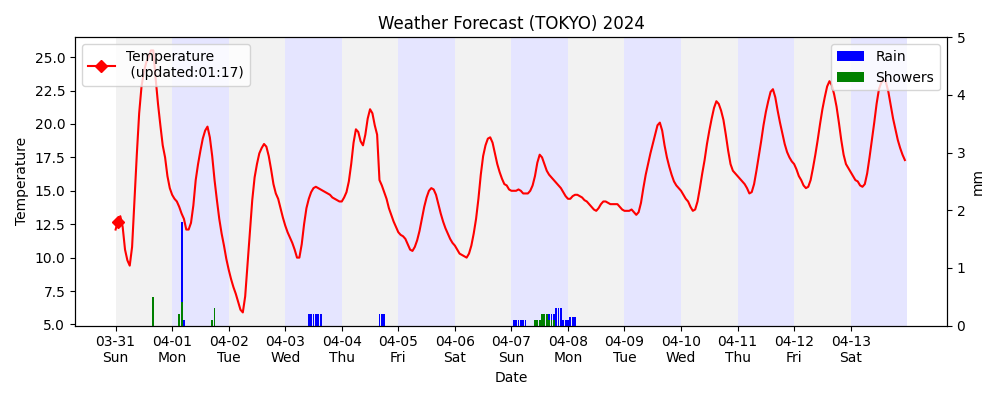 Weather Forecast (TOKYO) 2024
Temperature
(updated:01:17)
Rain
Showers
25.0
22.5
20.0
17.5
15.0
12.5
10.0
7.5
5.0
Temperature
5
4
3
2
1
0
mm
03-31 04-01 04-02 04-03 04-04 04-05 04-06 04-07 04-08 04-09 04-10 04-11 04-12 04-13
Sun Mon Tue Wed Thu Fri Sat Sun Mon Tue Wed Thu Fri Sat
Date